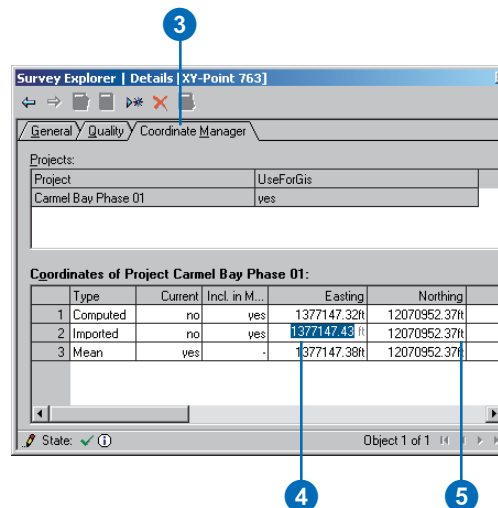 3
Survey Explorer | Details [XY-Point 763]
General Quality Coordinate Manager
Projects:
Project UseForGis
Carmel Bay Phase 01 yes
Coordinates of Project Carmel Bay Phase 01:
Type Current Incl. in M... Easting Northing
1 Computed no yes 1377147.32ft 12070952.37ft
2 Imported no yes 1377147.43 ft 12070952.37ft
3 Mean yes - 1377147.38ft 12070952.37ft
State: Object 1 of 1
4 5